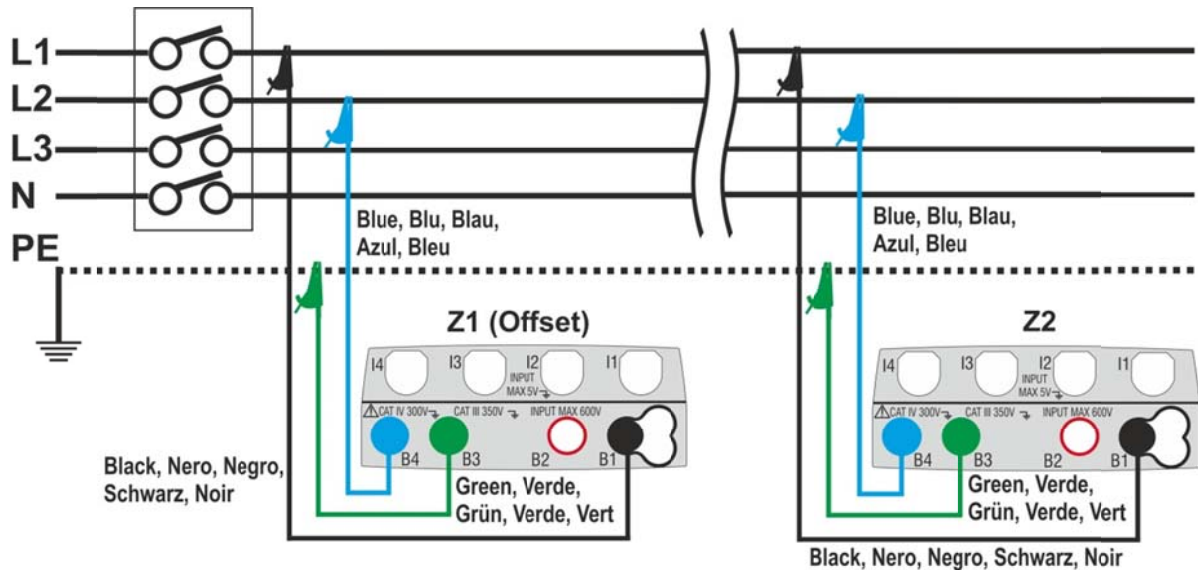 L1
L2
L3
N
PE
Blue, Blu, Blau,
Azul, Bleu
Blue, Blu, Blau,
Azul, Bleu
Z1 (Offset)
I4 I3 I2 I1
INPUT
MAX 5V
CAT IV 300V CAT III 350V INPUT MAX 600V
B4 B3 B2 B1
Black, Nero, Negro,
Schwarz, Noir
Green, Verde,
Grün, Verde, Vert
Z2
I4 I3 I2 I1
INPUT
MAX 5V
CAT IV 300V CAT III 350V INPUT MAX 600V
B4 B3 B2 B1
Green, Verde,
Grün, Verde, Vert
Black, Nero, Negro, Schwarz, Noir